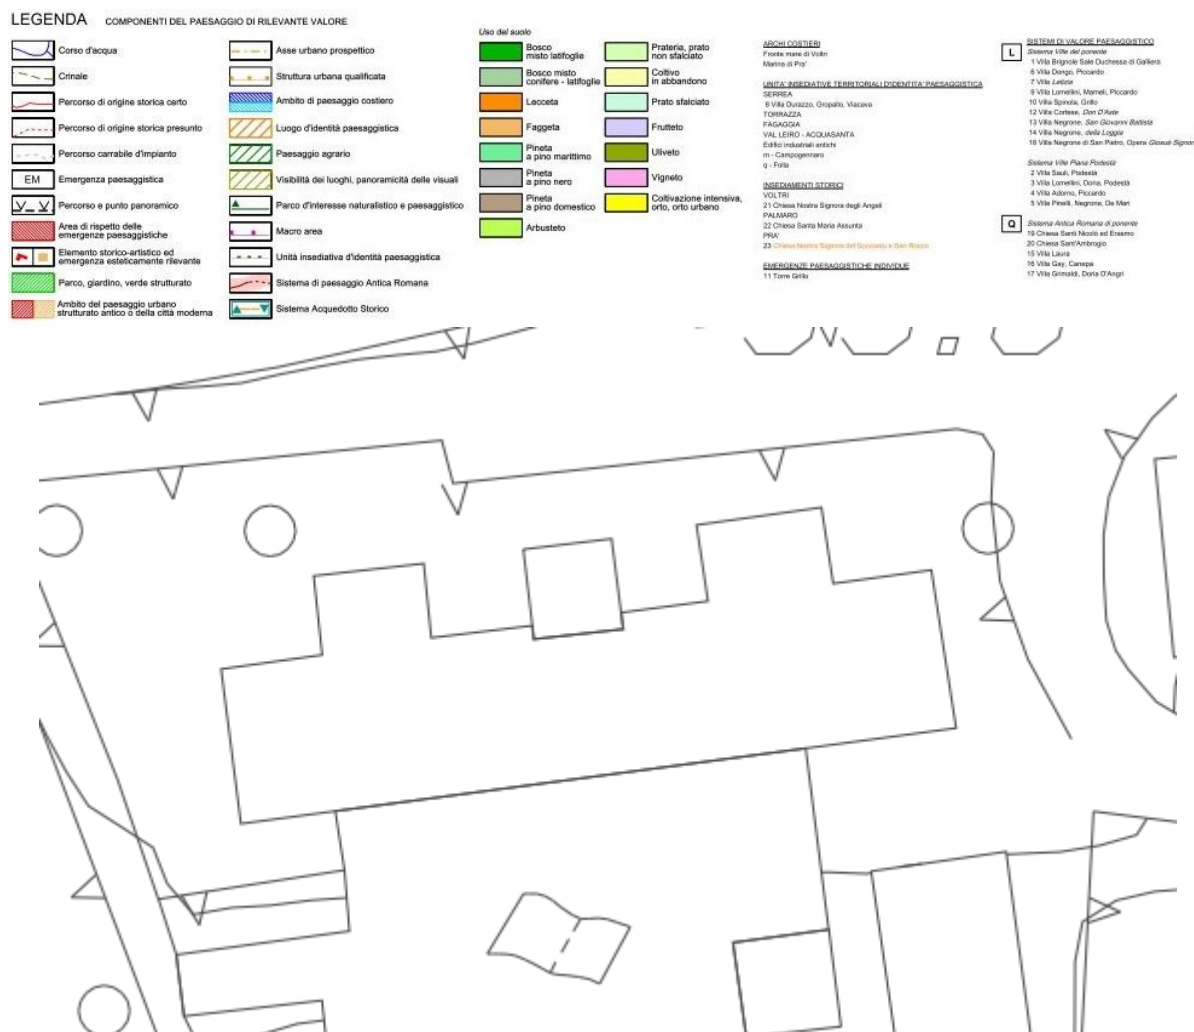 LEGENDA COMPONENTI DEL PAESAGGIO DI RILEVANTE VALORE
Corso d'acqua
Crinale
Percorso di origine storica certo
Percorso di origine storica presunto
Percorso carrabile d'impianto
EM Emergenza paesaggistica
Percorso e punto panoramico
Area di rispetto delle
emergenze paesaggistiche
Elemento storico-artistico ed
emergenza esteticamente rilevante
Parco, giardino, verde strutturato
Ambito del paesaggio urbano
strutturato antico o della città moderna
Asse urbano prospettico
Struttura urbana qualificata
Ambito di paesaggio costiero
Luogo d'identità paesaggistica
Paesaggio agrario
Visibilità dei luoghi, panoramicità delle visuali
Parco d'interesse naturalistico e paesaggistico
Macro area
Unità insediativa d'identità paesaggistica
Sistema di paesaggio Antica Romana
Sistema Acquedotto Storico
Uso del suolo
Bosco
misto latifoglie
Bosco misto
conifere - latifoglie
Lecceta
Faggeta
Pineta
a pino marittimo
Pineta
a pino nero
Pineta
a pino domestico
Arbusteto
Prateria, prato
non sfalciato
Coltivo
in abbandono
Prato sfalciato
Frutteto
Uliveto
Vigneto
Coltivazione intensiva,
orto, orto urbano
ARCHI COSTIERI
Fronte mare di Voltri
Marina di Pra'
UNITA' INSEDIATIVE TERRITORIALI D'IDENTITA' PAESAGGISTICA
SERREA
8 Villa Durazzo, Oropallo, Viacava
TORRAZZA
FAGAGGIA
VAL LEIRO - ACQUASANTA
Edifici industriali antichi
m - Campogennaro
q - Follo
INSEDIAMENTI STORICI
VOLTRI
21 Chiesa Nostra Signora degli Angeli
PALMARO
22 Chiesa Santa Maria Assunta
PRA'
23 Chiesa Nostra Signora del Soccorso e San Rocco
EMERGENZE PAESAGGISTICHE INDIVIDUE
11 Torre Grillo
SISTEMI DI VALORE PAESAGGISTICO
L Sistema Ville del ponente
1 Villa Brignole Sale Duchessa di Galliera
6 Villa Dongo, Piccardo
7 Villa Letizia
9 Villa Lomellini, Mameli, Piccardo
10 Villa Spinola, Grillo
12 Villa Cortese, Don D'Aste
13 Villa Negrone, San Giovanni Battista
14 Villa Negrone, della Loggia
18 Villa Negrone di San Pietro, Opera Giosuè Signori
Sistema Ville Piana Podestà
2 Villa Sauli, Podestà
3 Villa Lomellini, Doria, Podestà
4 Villa Adorno, Piccardo
5 Villa Pinelli, Negrone, De Mari
Q Sistema Antica Romana di ponente
19 Chiesa Santi Nicolò ed Erasmo
20 Chiesa Sant'Ambrogio
15 Villa Laura
16 Villa Gay, Canepa
17 Villa Grimaldi, Doria D'Angri